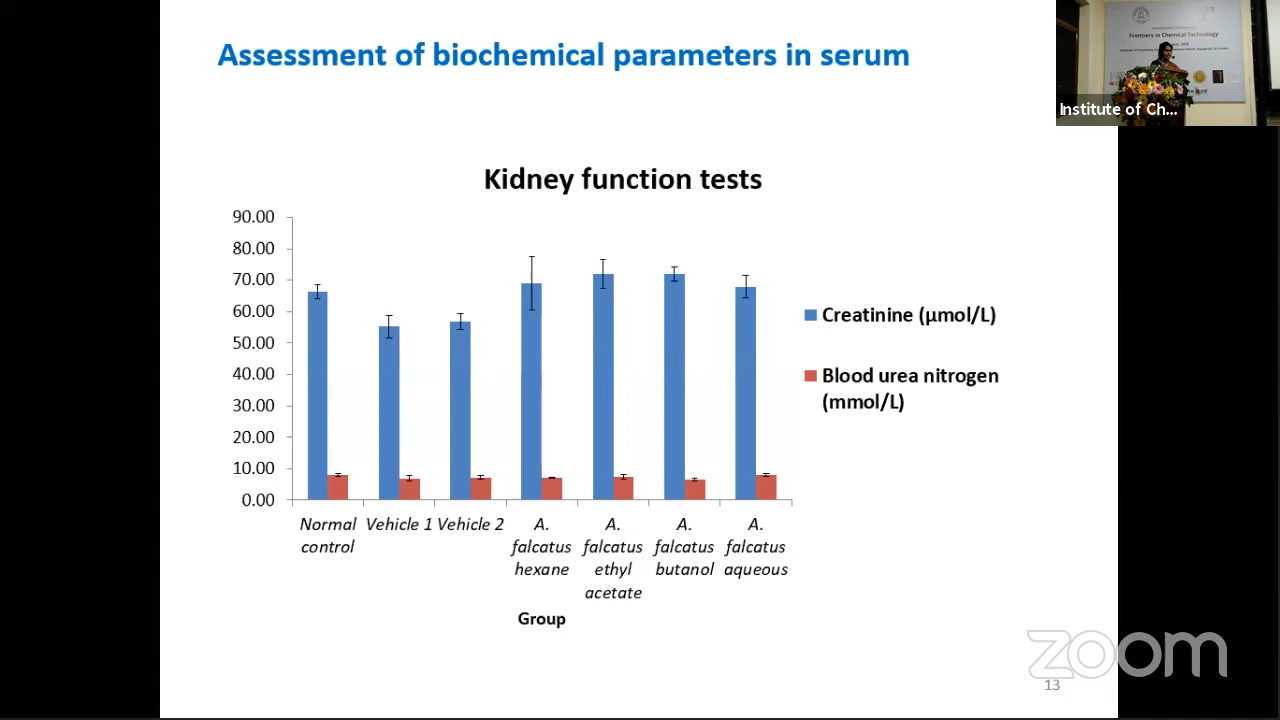 Assessment of biochemical parameters in serum
Frontiers in Chemical Technology
Institute of Ch...
Kidney function tests
90.00
80.00
70.00
60.00
50.00
40.00
30.00
20.00
10.00
0.00
Creatinine (µmol/L)
Blood urea nitrogen
(mmol/L)
Normal
control
Vehicle 1
Vehicle 2
A.
falcatus
hexane
A.
falcatus
ethyl
acetate
A.
falcatus
butanol
A.
falcatus
aqueous
Group
zoom
13